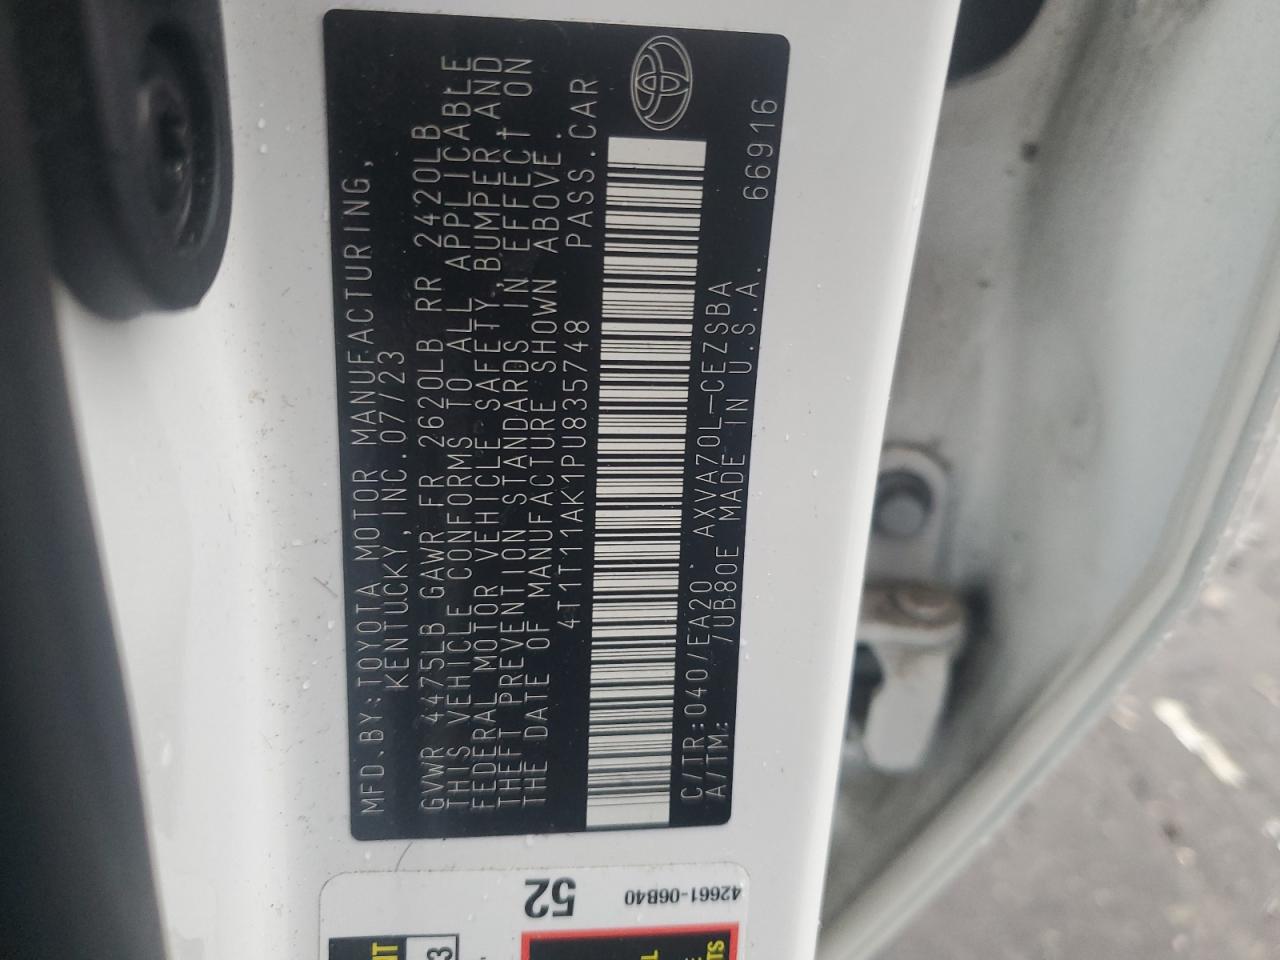 MFD.BY:TOYOTA MOTOR MANUFACTURING,
KENTUCKY, INC.07/23
GVWR 4475LB GAWR FR 2620LB RR 2420LB
THIS VEHICLE CONFORMS TO ALL APPLICABLE
FEDERAL MOTOR VEHICLE SAFETY,BUMPER,AND
THEFT PREVENTION STANDARDS IN EFFECT ON
THE DATE OF MANUFACTURE SHOWN ABOVE.
4T1T11AK1PU835748 PASS.CAR
C/TR:040/EA20 AXVA70L-CEZSBA
A/TM: /UB80E MADE IN U.S.A. 66916
52
42661-06B40